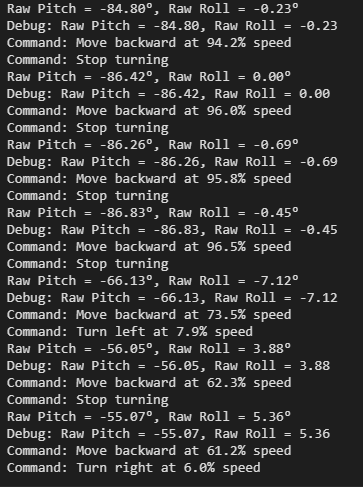 Raw Pitch = -84.80°, Raw Roll = -0.23°
Debug: Raw Pitch = -84.80, Raw Roll = -0.23
Command: Move backward at 94.2% speed
Command: Stop turning
Raw Pitch = -86.42°, Raw Roll = 0.00°
Debug: Raw Pitch = -86.42, Raw Roll = 0.00
Command: Move backward at 96.0% speed
Command: Stop turning
Raw Pitch = -86.26°, Raw Roll = -0.69°
Debug: Raw Pitch = -86.26, Raw Roll = -0.69
Command: Move backward at 95.8% speed
Command: Stop turning
Raw Pitch = -86.83°, Raw Roll = -0.45°
Debug: Raw Pitch = -86.83, Raw Roll = -0.45
Command: Move backward at 96.5% speed
Command: Stop turning
Raw Pitch = -66.13°, Raw Roll = -7.12°
Debug: Raw Pitch = -66.13, Raw Roll = -7.12
Command: Move backward at 73.5% speed
Command: Turn left at 7.9% speed
Raw Pitch = -56.05°, Raw Roll = 3.88°
Debug: Raw Pitch = -56.05, Raw Roll = 3.88
Command: Move backward at 62.3% speed
Command: Stop turning
Raw Pitch = -55.07°, Raw Roll = 5.36°
Debug: Raw Pitch = -55.07, Raw Roll = 5.36
Command: Move backward at 61.2% speed
Command: Turn right at 6.0% speed